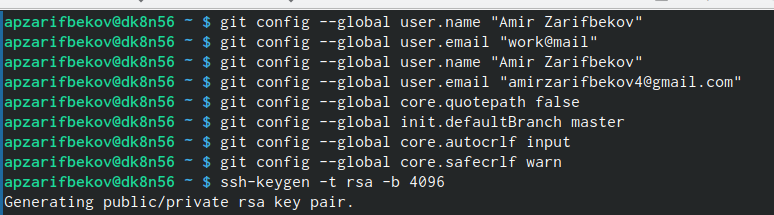 apzarifbekov@dk8n56 ~ $ git config --global user.name "Amir Zarifbekov"
apzarifbekov@dk8n56 ~ $ git config --global user.email "work@mail"
apzarifbekov@dk8n56 ~ $ git config --global user.name "Amir Zarifbekov"
apzarifbekov@dk8n56 ~ $ git config --global user.email "amirzarifbekov4@gmail.com"
apzarifbekov@dk8n56 ~ $ git config --global core.quotepath false
apzarifbekov@dk8n56 ~ $ git config --global init.defaultBranch master
apzarifbekov@dk8n56 ~ $ git config --global core.autocrlf input
apzarifbekov@dk8n56 ~ $ git config --global core.safecrlf warn
apzarifbekov@dk8n56 ~ $ ssh-keygen -t rsa -b 4096
Generating public/private rsa key pair.